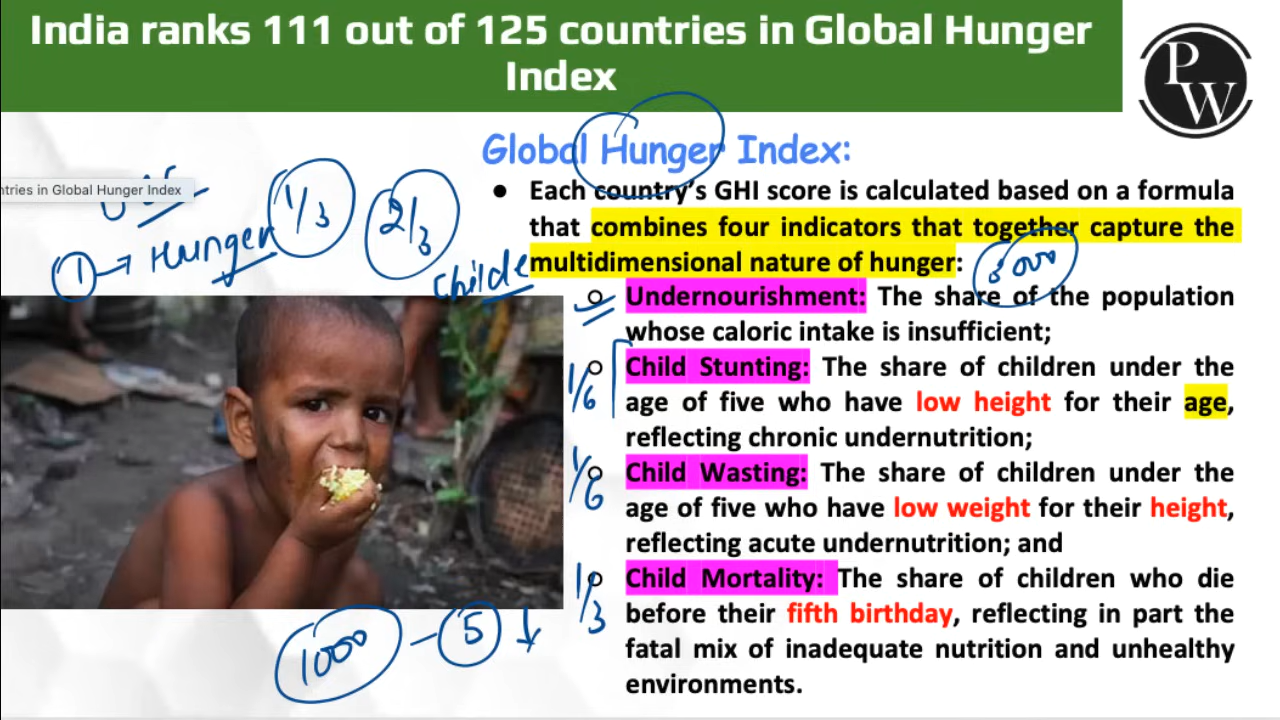 India ranks 111 out of 125 countries in Global Hunger
Index
PW
Global Hunger Index:
ntries in Global Hunger Index
● Each country’s GHI score is calculated based on a formula
that combines four indicators that together capture the
multidimensional nature of hunger:
1/3
2/3
① → Hunger
Childe
000
Undernourishment: The share of the population
whose caloric intake is insufficient;
Child Stunting: The share of children under the
1/6
age of five who have low height for their age,
reflecting chronic undernutrition;
Child Wasting: The share of children under the
1/6
age of five who have low weight for their height,
reflecting acute undernutrition; and
Child Mortality: The share of children who die
1/3
before their fifth birthday, reflecting in part the
fatal mix of inadequate nutrition and unhealthy
environments.
1000 – 5 ↓